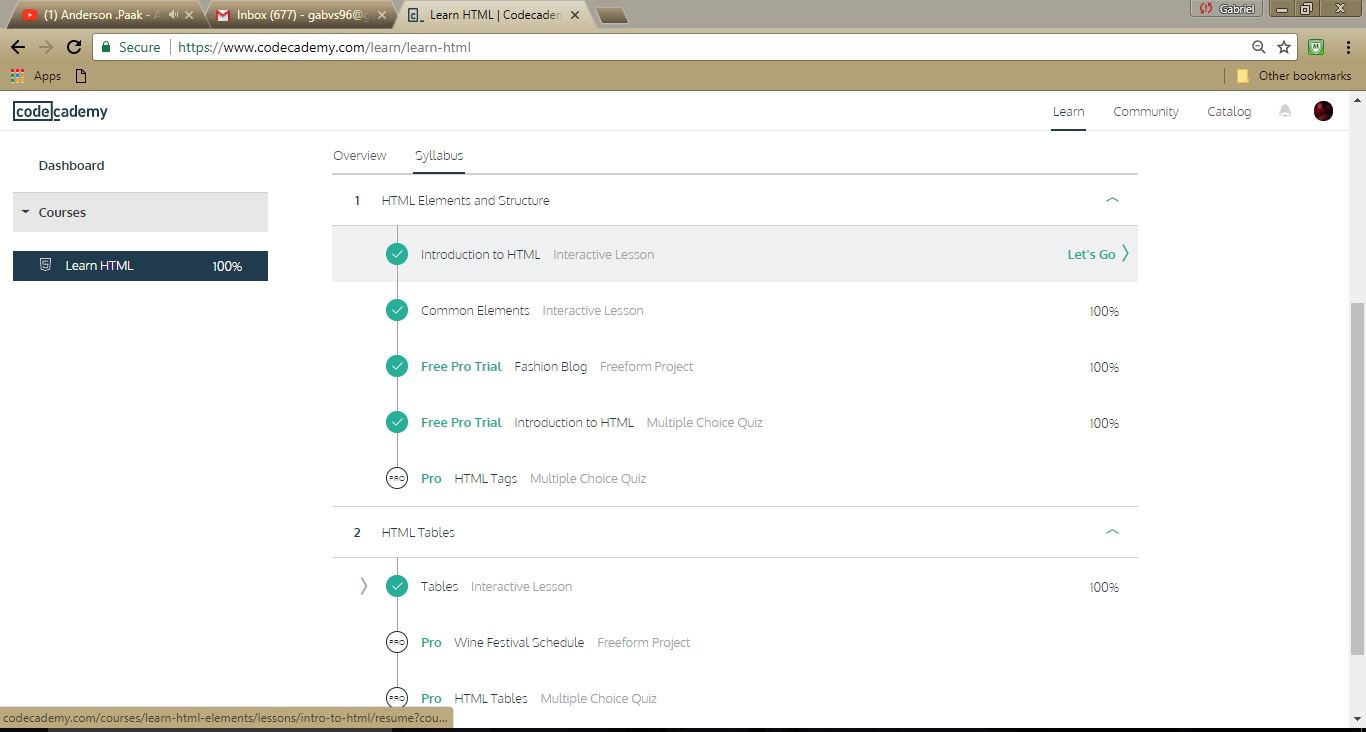 (1) Anderson .Paak - A
Inbox (677) - gabvs96@g
Learn HTML | Codecadem
Gabriel
Secure https://www.codecademy.com/learn/learn-html
Apps
Other bookmarks
codecademy
Learn Community Catalog
Dashboard
Courses
Learn HTML 100%
Overview Syllabus
1 HTML Elements and Structure
Introduction to HTML Interactive Lesson Let's Go
Common Elements Interactive Lesson 100%
Free Pro Trial Fashion Blog Freeform Project 100%
Free Pro Trial Introduction to HTML Multiple Choice Quiz 100%
PRO Pro HTML Tags Multiple Choice Quiz
2 HTML Tables
Tables Interactive Lesson 100%
PRO Pro Wine Festival Schedule Freeform Project
PRO Pro HTML Tables Multiple Choice Quiz
codecademy.com/courses/learn-html-elements/lessons/intro-to-html/resume?cou...